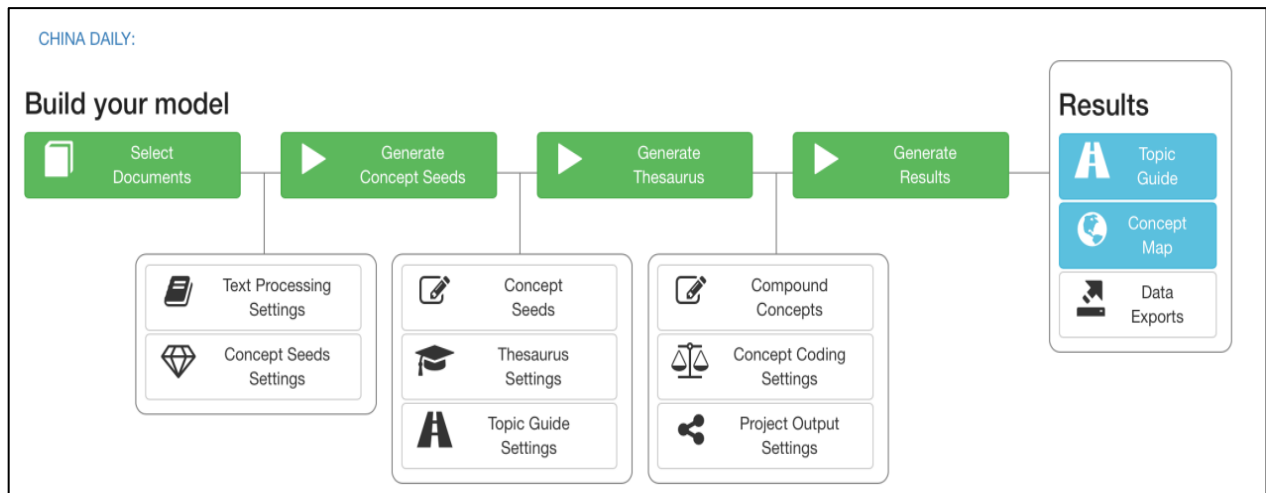 CHINA DAILY:
Build your model
Select
Documents
Generate
Concept Seeds
Generate
Thesaurus
Generate
Results
Text Processing
Settings
Concept Seeds
Settings
Concept
Seeds
Thesaurus
Settings
Topic Guide
Settings
Compound
Concepts
Concept Coding
Settings
Project Output
Settings
Results
Topic
Guide
Concept
Map
Data
Exports